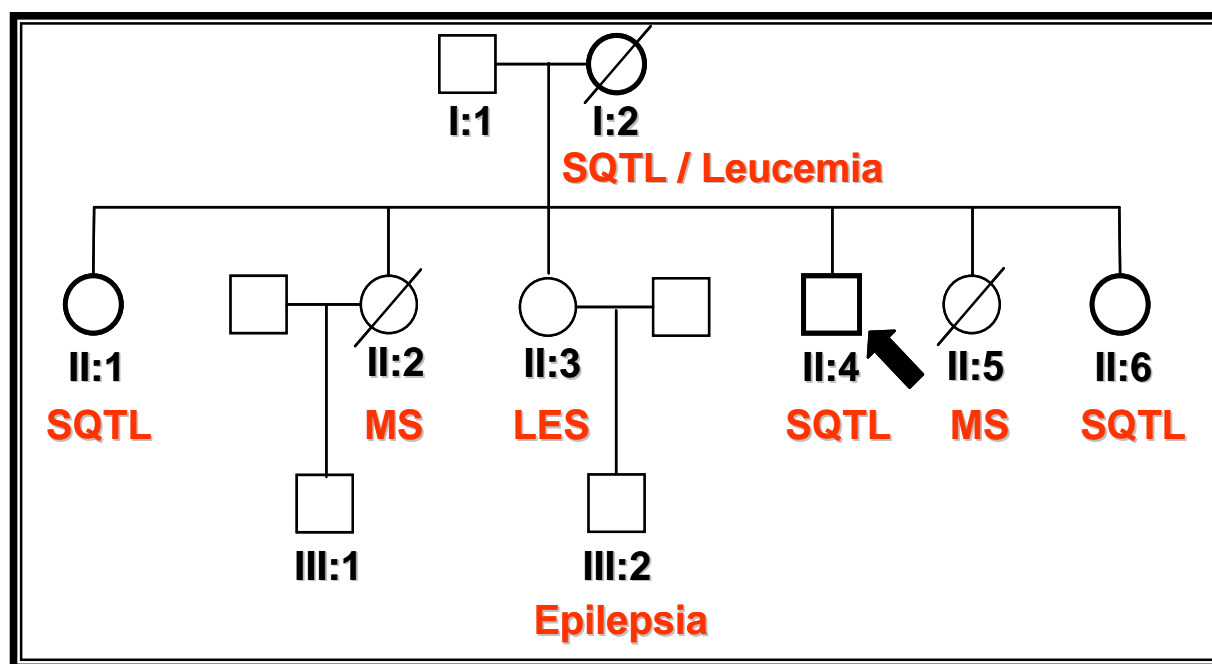 I:1 I:2
SQTL / Leucemia
II:1 II:2 II:3 II:4 II:5 II:6
SQTL MS LES SQTL MS SQTL
III:1 III:2
Epilepsia